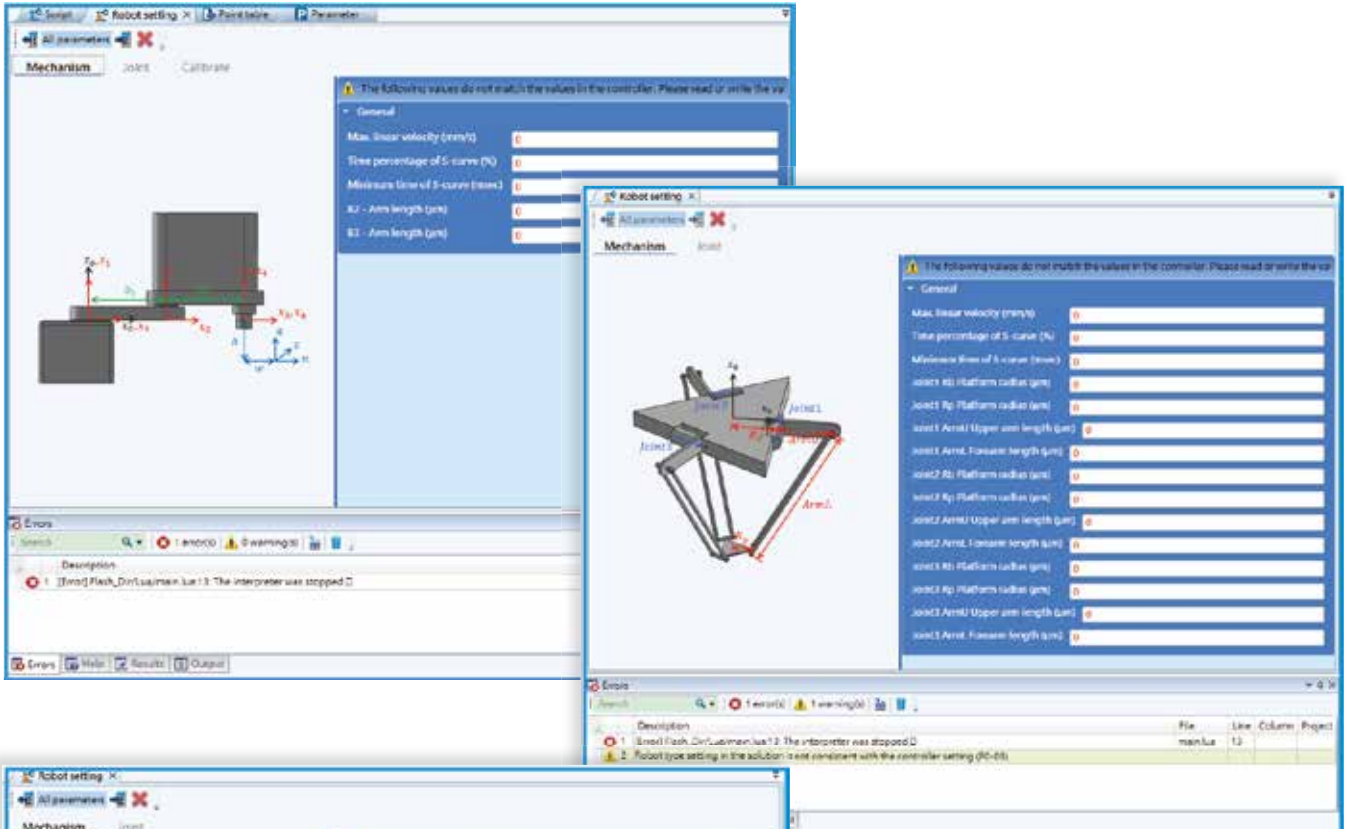 Script
Robot setting ×
Point table
Parameter
All parameters
Mechanism
Joint
Calibrate
The following values do not match the values in the controller. Please read or write the va
General
Max. linear velocity (mm/s)
0
Time percentage of S-curve (%)
0
Minimum time of S-curve (msec)
0
Arm length (μm)
0
Arm length (μm)
0
Errors
Search
1 error(s)
0 warning(s)
Description
1 [Error] Flash_Dir/Lua/main.lua:13: The interpreter was stopped
Errors
Help
Results
Output
Robot setting ×
All parameters
Mechanism
Joint
The following values do not match the values in the controller. Please read or write the va
General
Max. linear velocity (mm/s)
0
Time percentage of S-curve (%)
0
Minimum time of S-curve (msec)
0
Joint1 Rb Platform radius (μm)
0
Joint1 Rp Platform radius (μm)
0
Joint1 ArmU Upper arm length (μm)
0
Joint1 ArmL Forearm length (μm)
0
Joint2 Rb Platform radius (μm)
0
Joint2 Rp Platform radius (μm)
0
Joint2 ArmU Upper arm length (μm)
0
Joint2 ArmL Forearm length (μm)
0
Joint3 Rb Platform radius (μm)
0
Joint3 Rp Platform radius (μm)
0
Joint3 ArmU Upper arm length (μm)
0
Joint3 ArmL Forearm length (μm)
0
Joint2
Joint1
Joint3
ArmU
ArmL
Errors
Search
1 error(s)
1 warning(s)
Description
File
Line
Column
Project
1 [Error] Flash_Dir/Lua/main.lua:13: The interpreter was stopped
main.lua
13
2 Robot type setting in the solution is not consistent with the controller setting
Robot setting ×
All parameters
Mechanism
Joint